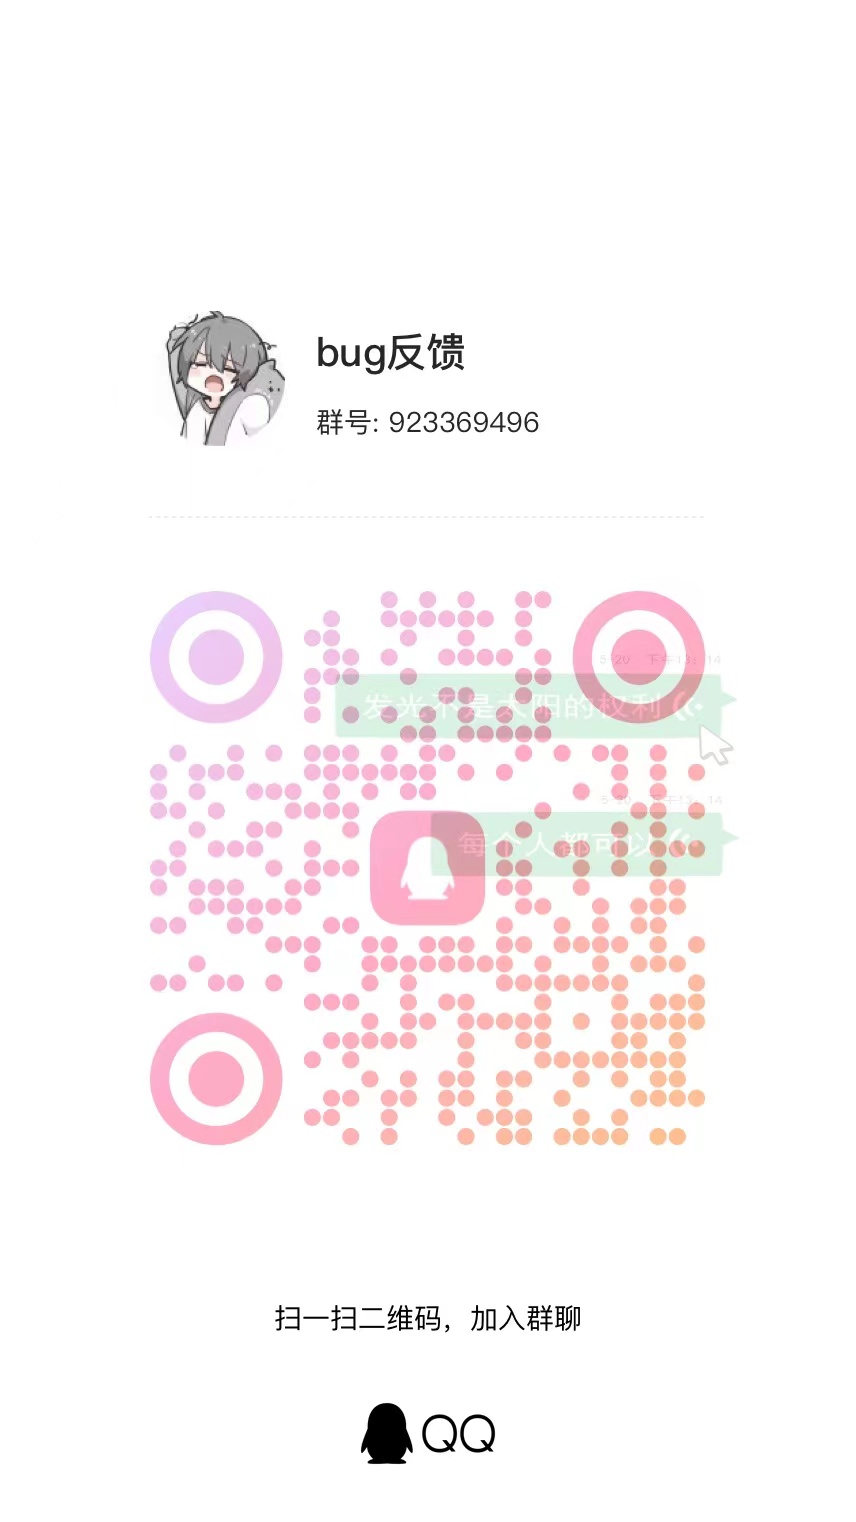 bug反馈
群号: 923369496
5-20 下午13：14
发光不是太阳的权利
5-20 下午13：14
每个人都可以
扫一扫二维码，加入群聊
QQ